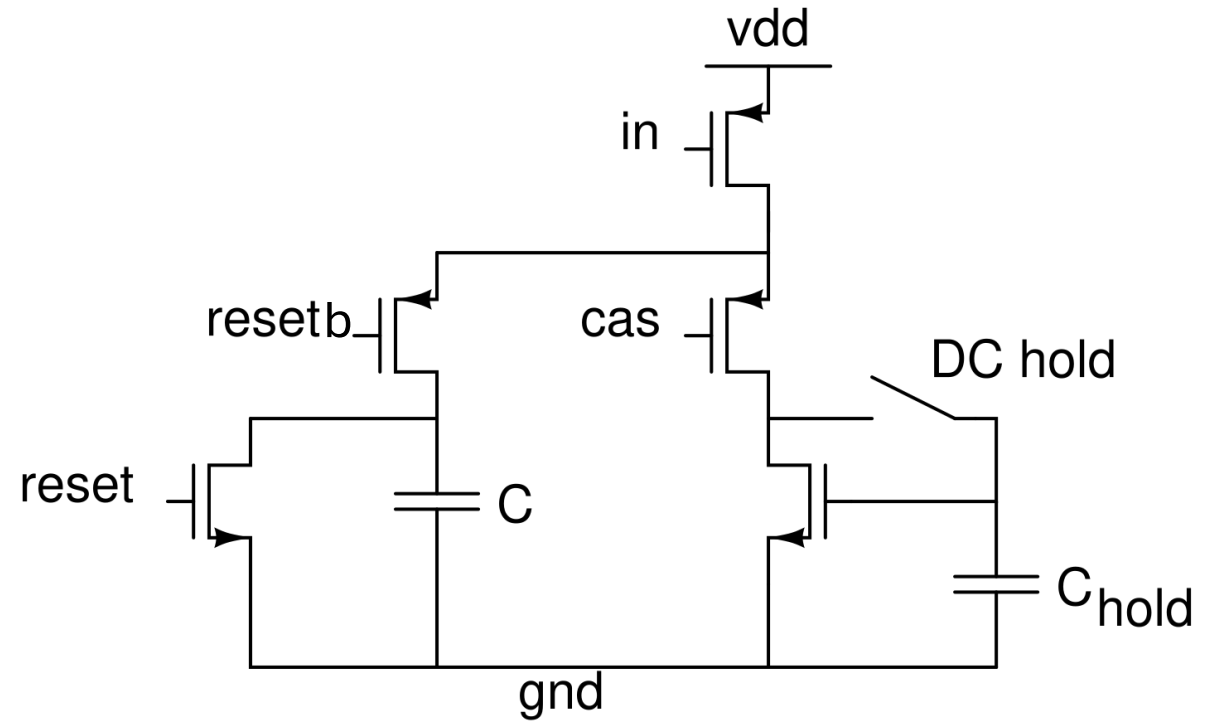 vdd
in
resetb
cas
DC hold
reset
C
Chold
gnd